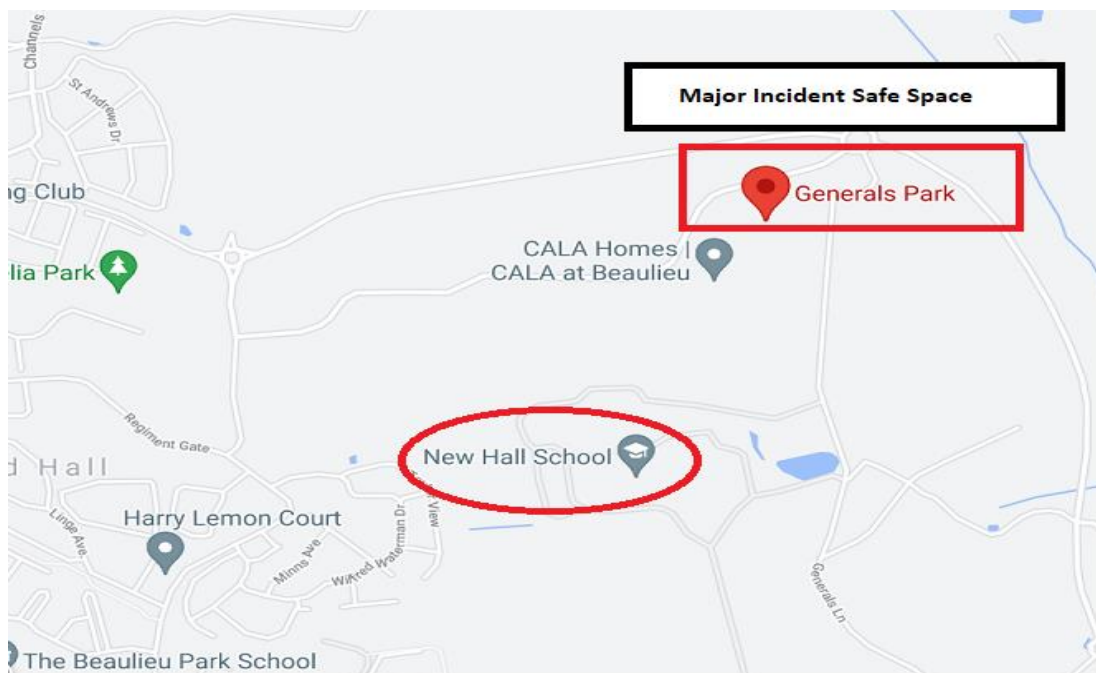 Channels
St Andrews Dr
Major Incident Safe Space
ng Club
Generals Park
CALA Homes |
CALA at Beaulieu
lia Park
Regiment Gate
New Hall School
d Hall
View
Linge Ave.
Harry Lemon Court
Minns Ave
Wilfred Waterman Dr
Generals Ln
The Beaulieu Park School